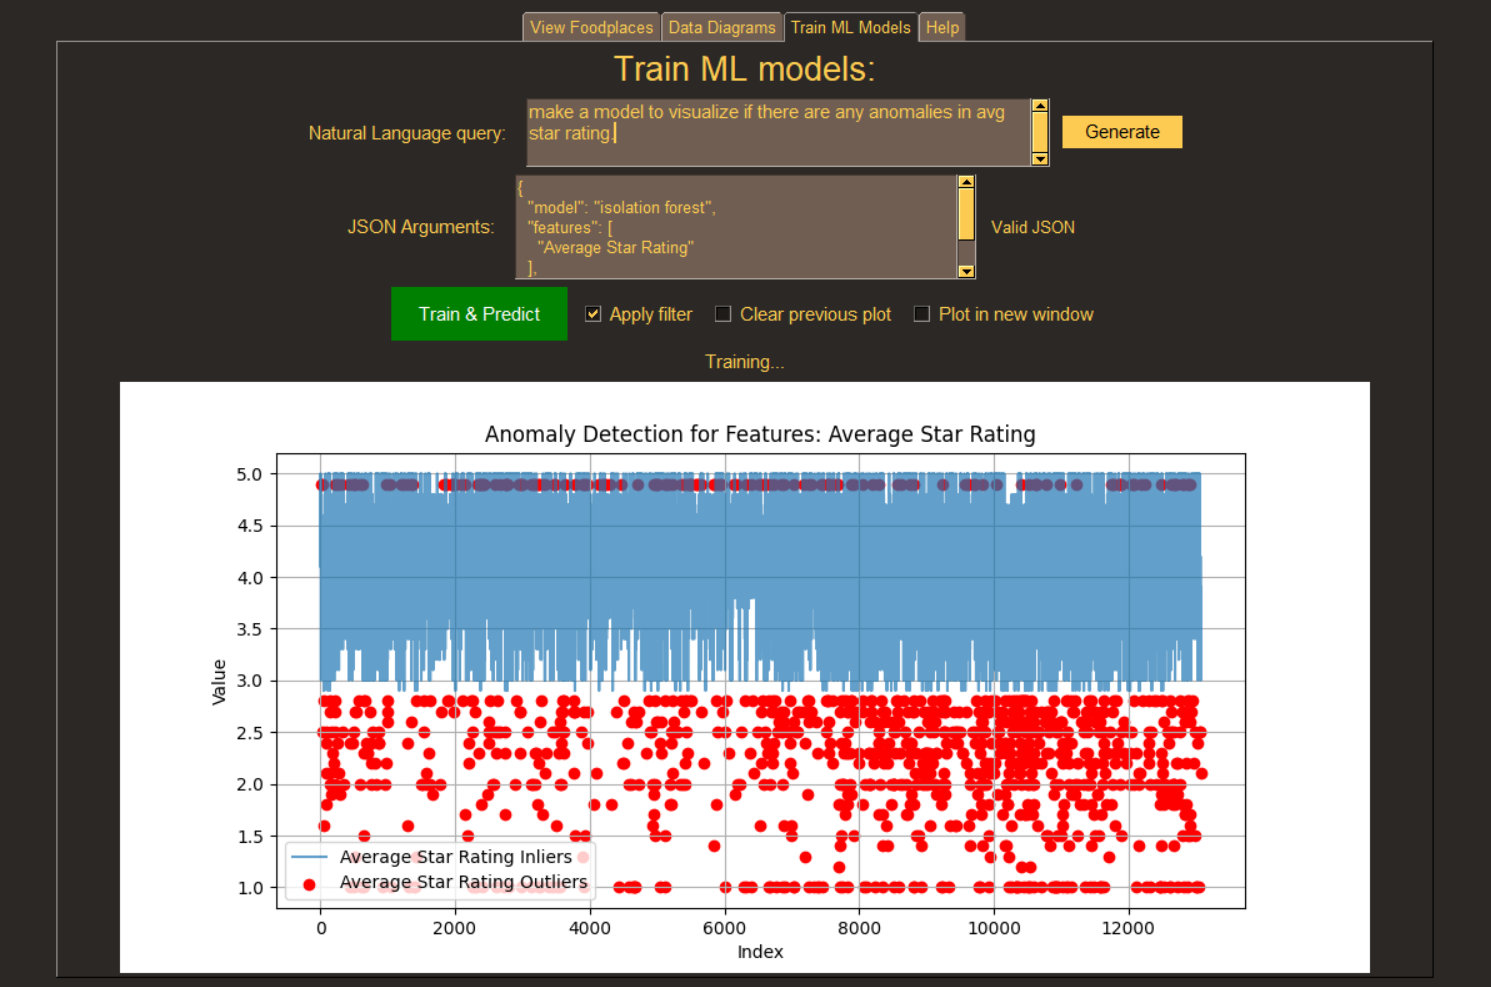 View Foodplaces Data Diagrams Train ML Models Help
Train ML models:
Natural Language query:
make a model to visualize if there are any anomalies in avg
star rating.
Generate
JSON Arguments:
{
"model": "isolation forest",
"features": [
"Average Star Rating"
],
Valid JSON
Train & Predict Apply filter Clear previous plot Plot in new window
Training...
Anomaly Detection for Features: Average Star Rating
5.0
4.5
4.0
3.5
3.0
2.5
2.0
1.5
1.0
Value
Average Star Rating Inliers
Average Star Rating Outliers
0 2000 4000 6000 8000 10000 12000
Index